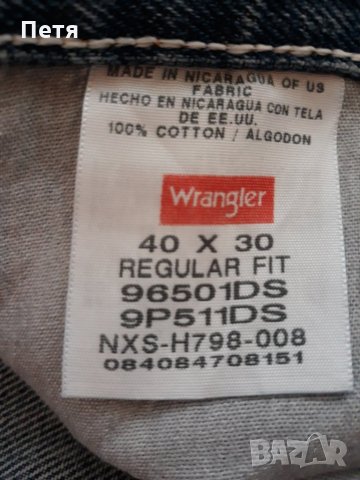 Петя
MADE IN NICARAGUA OF US
FABRIC
HECHO EN NICARAGUA CON TELA
DE EE.UU.
100% COTTON / ALGODON
Wrangler
40 X 30
REGULAR FIT
96501DS
9P511DS
NXS-H798-008
084084708151
BAZAR